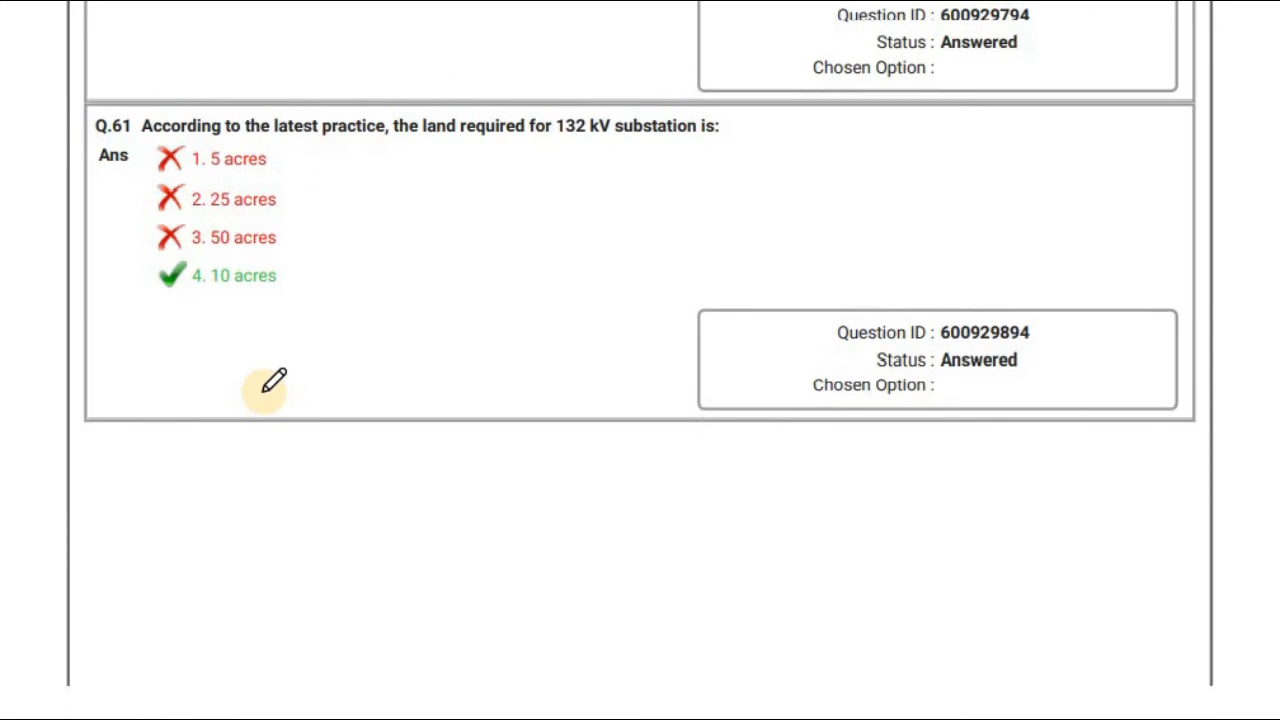 Question ID : 600929794
Status : Answered
Chosen Option :
Q.61 According to the latest practice, the land required for 132 kV substation is:
Ans 1. 5 acres
2. 25 acres
3. 50 acres
4. 10 acres
Question ID : 600929894
Status : Answered
Chosen Option :